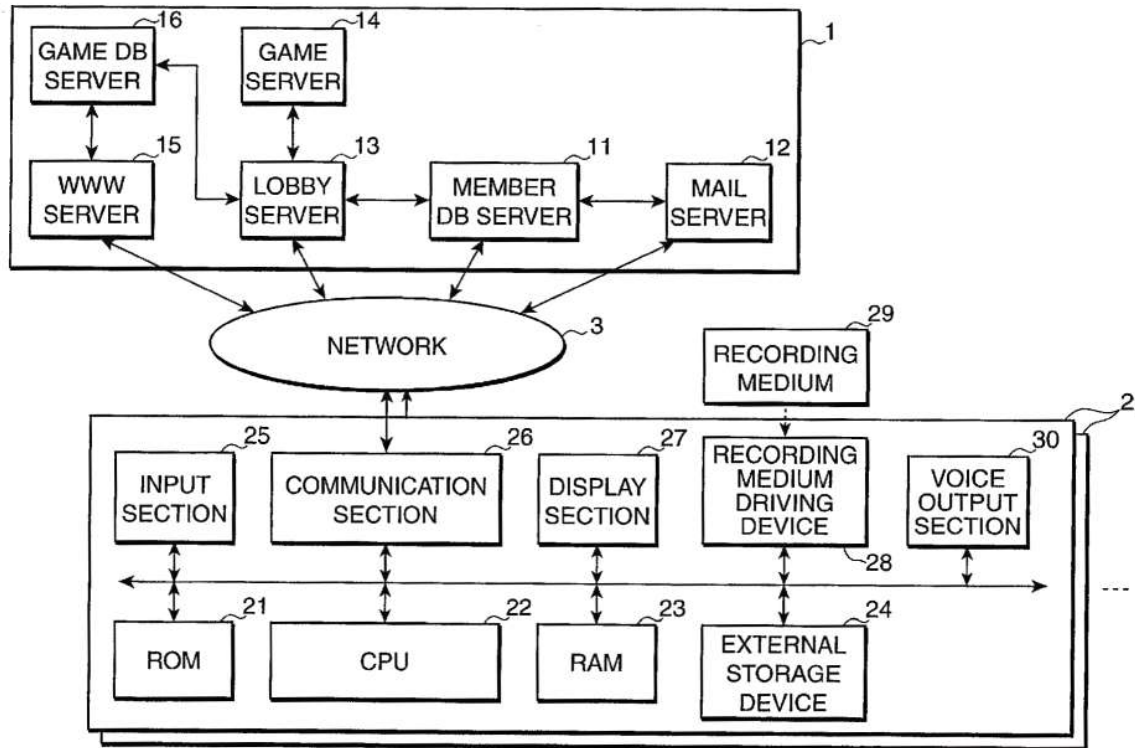 16
14
1
GAME DB
SERVER
GAME
SERVER
15
13
11
12
WWW
SERVER
LOBBY
SERVER
MEMBER
DB SERVER
MAIL
SERVER
NETWORK
3
29
RECORDING
MEDIUM
2
25
26
27
30
INPUT
SECTION
COMMUNICATION
SECTION
DISPLAY
SECTION
RECORDING
MEDIUM
DRIVING
DEVICE
VOICE
OUTPUT
SECTION
28
21
22
23
24
ROM
CPU
RAM
EXTERNAL
STORAGE
DEVICE